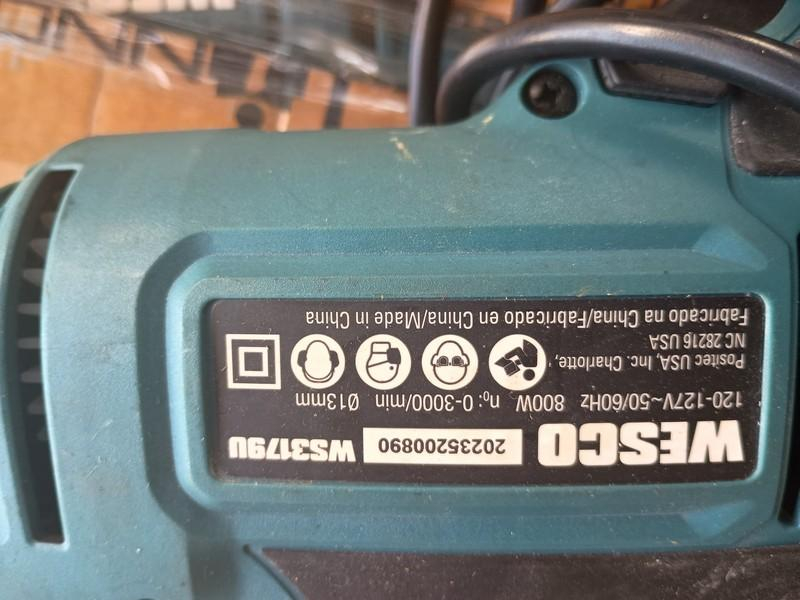 WESCO 20235200890 WS3179U
120-127V~50/60Hz 800W n₀: 0-3000/min Ø13mm
Positec USA, Inc. Charlotte,
NC 28216 USA
Fabricado na China/Fabricado en China/Made in China